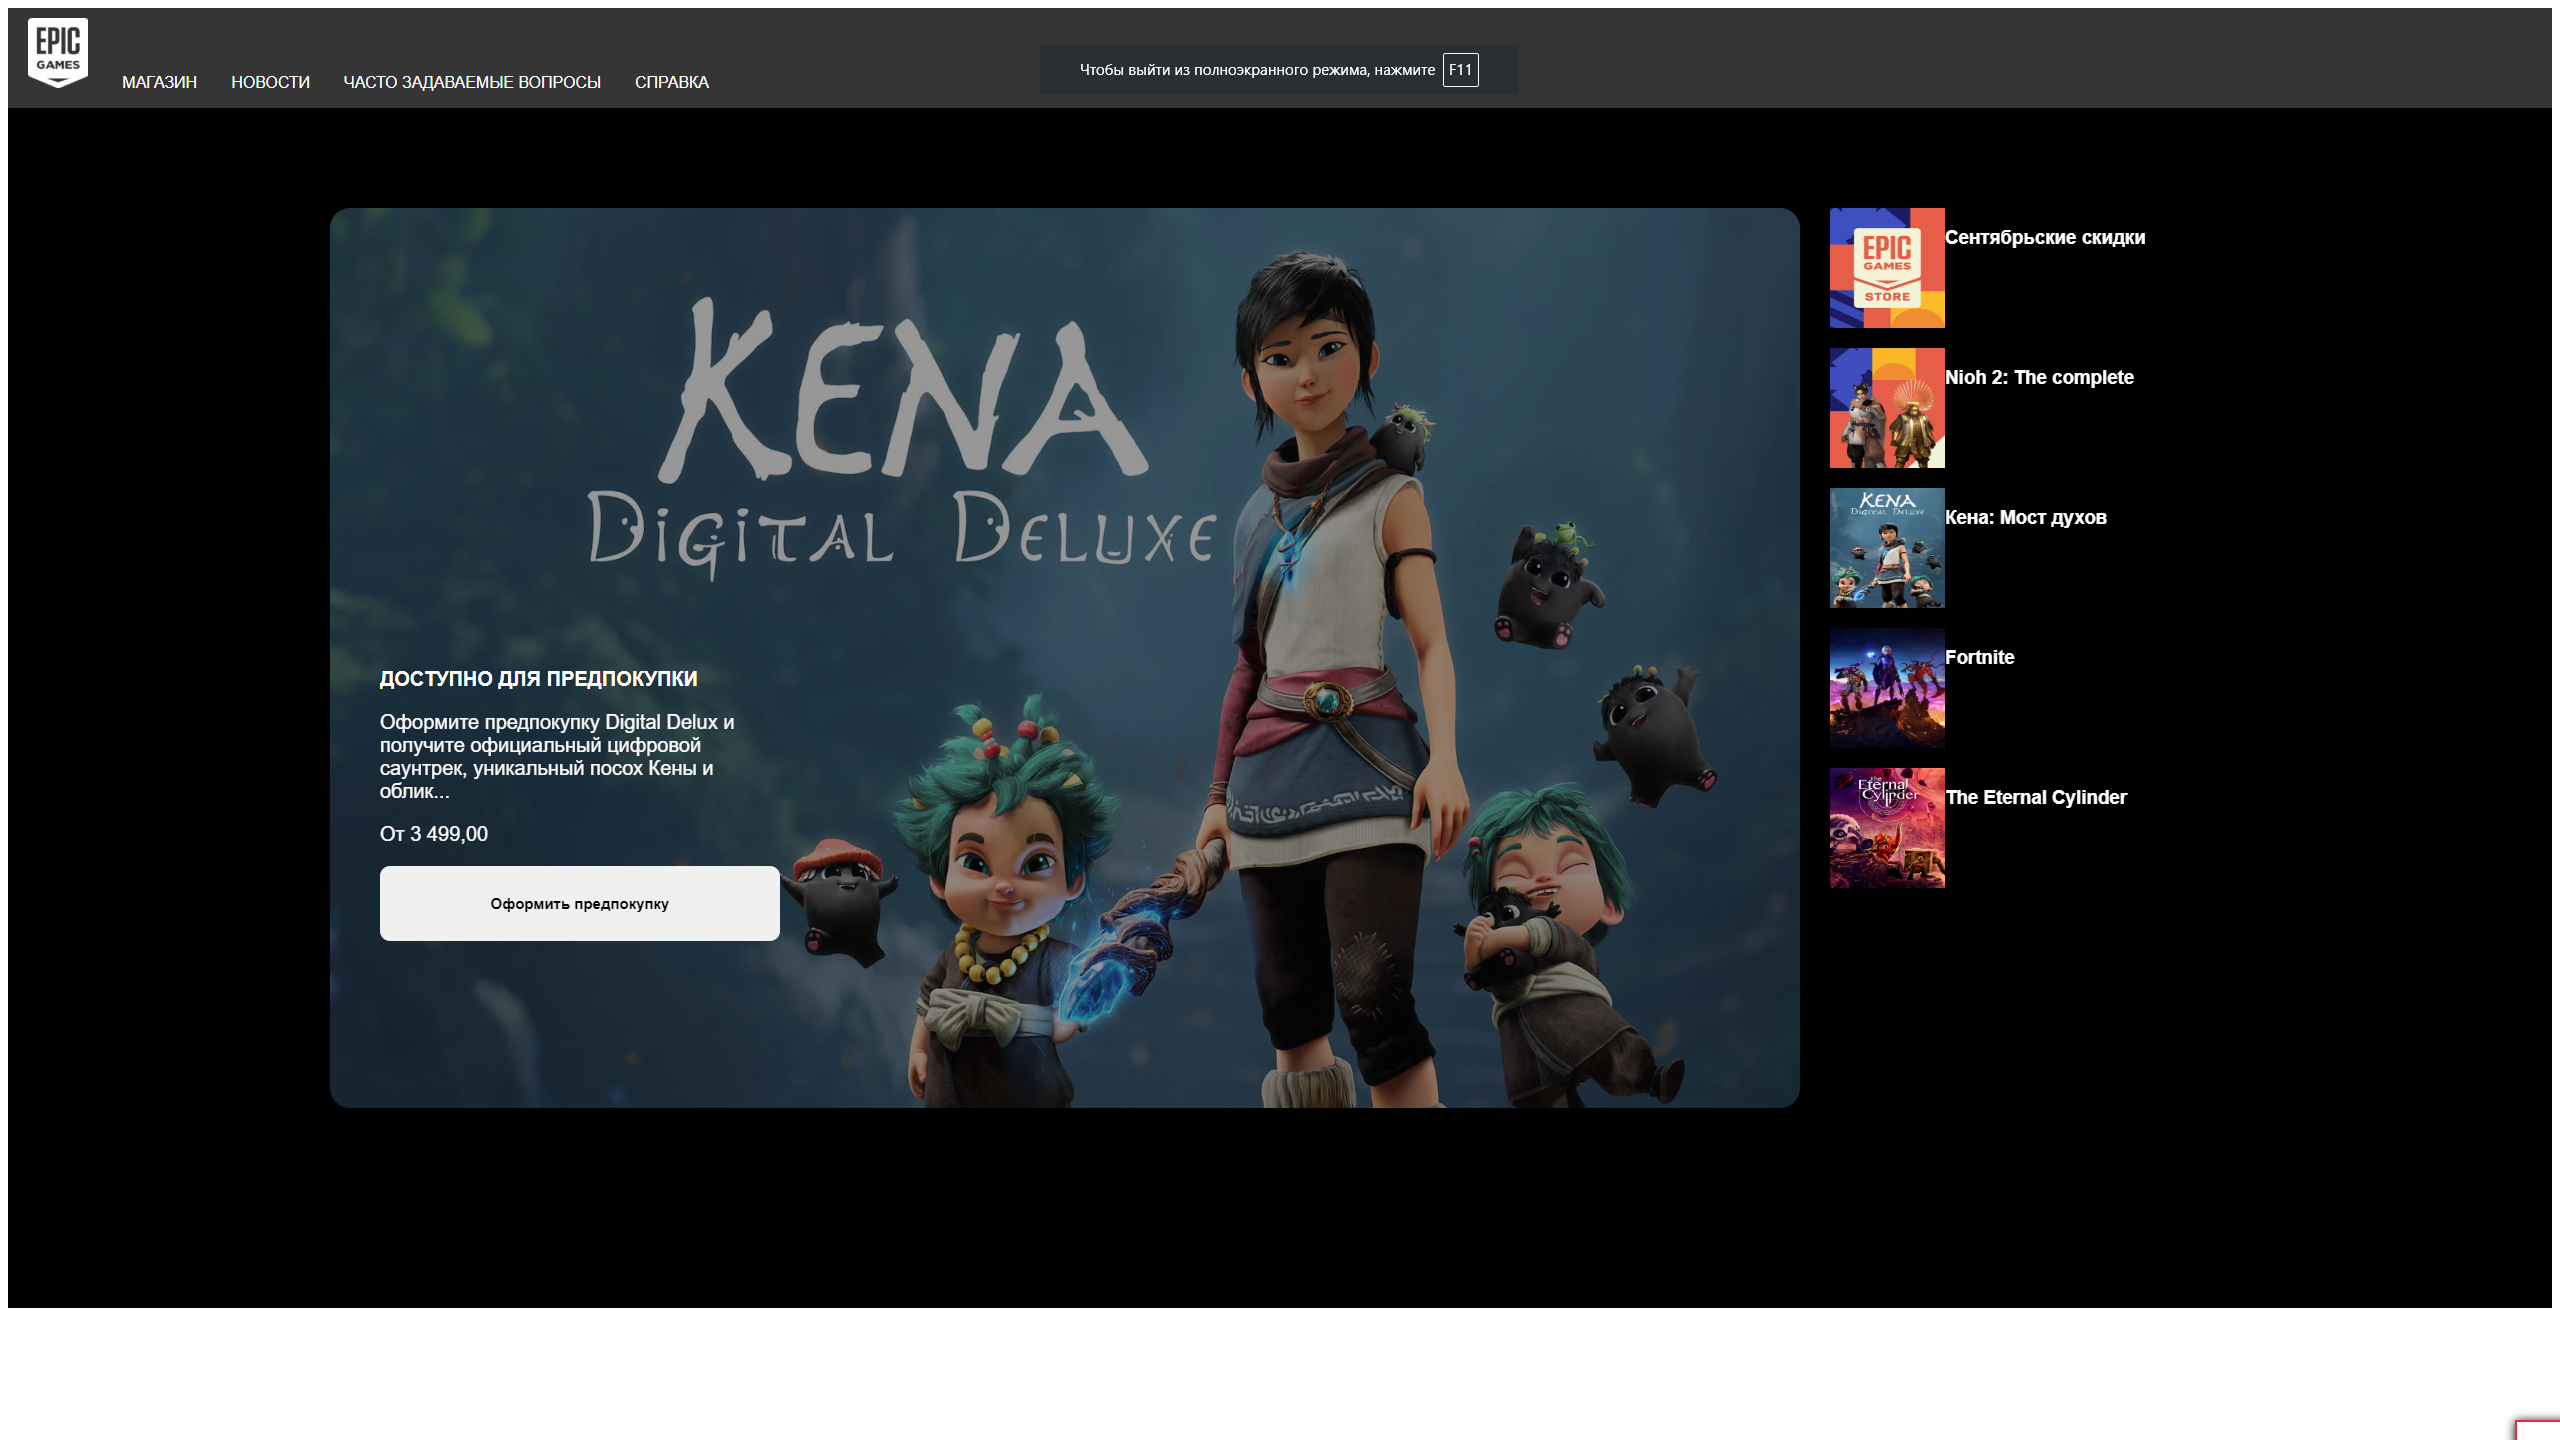 EPIC
GAMES
МАГАЗИН
НОВОСТИ
ЧАСТО ЗАДАВАЕМЫЕ ВОПРОСЫ
СПРАВКА
Чтобы выйти из полноэкранного режима, нажмите F11
KENA
DIGITAL DELUXE
ДОСТУПНО ДЛЯ ПРЕДПОКУПКИ
Оформите предпокупку Digital Delux и
получите официальный цифровой
саунтрек, уникальный посох Кены и
облик...
От 3 499,00
Оформить предпокупку
EPIC
GAMES
STORE
Сентябрьские скидки
Nioh 2: The complete
KENA
DIGITAL DELUXE
Кена: Мост духов
Fortnite
The
Eternal
Cylinder
The Eternal Cylinder